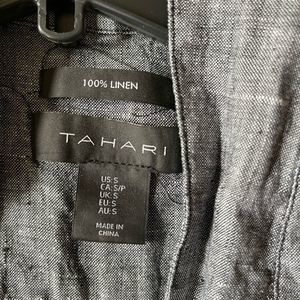 100% LINEN
TAHARI
US:S
CA:S/P
UK:S
EU:S
AU:S
MADE IN
CHINA